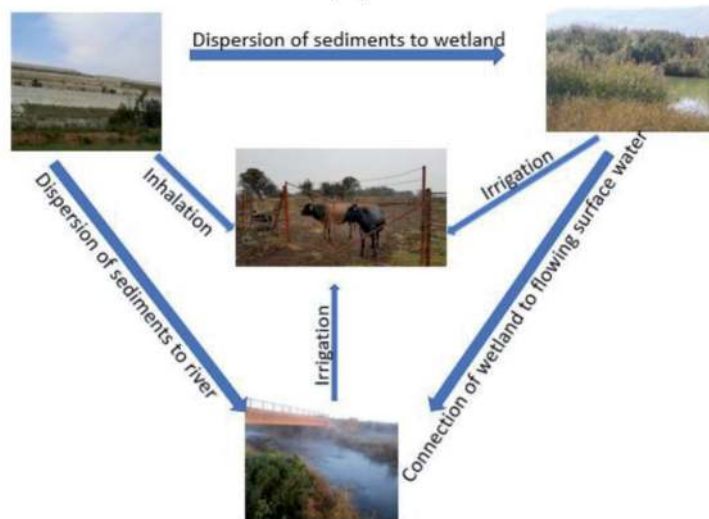 Dispersion of sediments to wetland
Inhalation
Irrigation
Dispersion of sediments to river
Irrigation
Connection of wetland to flowing surface water